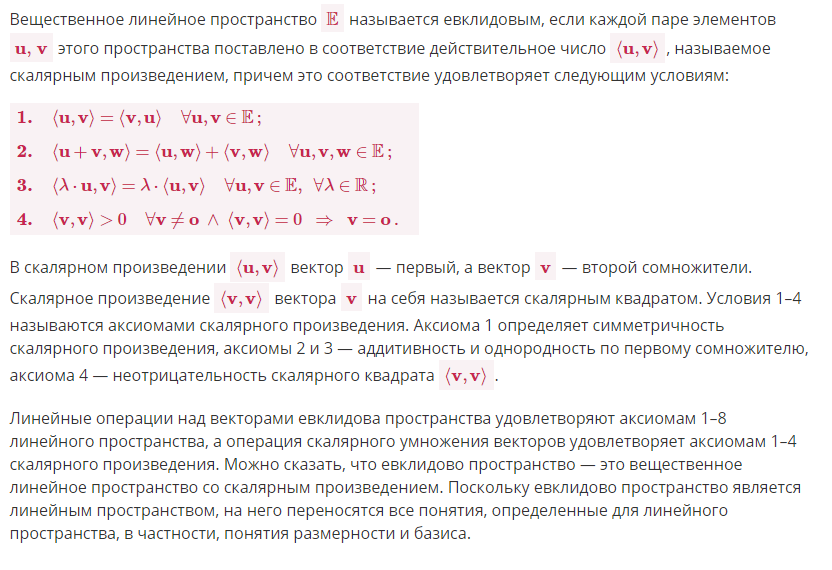 Вещественное линейное пространство 𝔼 называется евклидовым, если каждой паре элементов
u, v этого пространства поставлено в соответствие действительное число ⟨u,v⟩ , называемое
скалярным произведением, причем это соответствие удовлетворяет следующим условиям:
1. ⟨u,v⟩ = ⟨v,u⟩ ∀u,v ∈ 𝔼;
2. ⟨u+v,w⟩ = ⟨u,w⟩ + ⟨v,w⟩ ∀u,v,w ∈ 𝔼;
3. ⟨λ·u,v⟩ = λ·⟨u,v⟩ ∀u,v ∈ 𝔼, ∀λ ∈ ℝ;
4. ⟨v,v⟩ > 0 ∀v ≠ o ∧ ⟨v,v⟩ = 0 ⇒ v = o.
В скалярном произведении ⟨u,v⟩ вектор u — первый, а вектор v — второй сомножители.
Скалярное произведение ⟨v,v⟩ вектора v на себя называется скалярным квадратом. Условия 1–4
называются аксиомами скалярного произведения. Аксиома 1 определяет симметричность
скалярного произведения, аксиомы 2 и 3 — аддитивность и однородность по первому сомножителю,
аксиома 4 — неотрицательность скалярного квадрата ⟨v,v⟩ .
Линейные операции над векторами евклидова пространства удовлетворяют аксиомам 1–8
линейного пространства, а операция скалярного умножения векторов удовлетворяет аксиомам 1–4
скалярного произведения. Можно сказать, что евклидово пространство — это вещественное
линейное пространство со скалярным произведением. Поскольку евклидово пространство является
линейным пространством, на него переносятся все понятия, определенные для линейного
пространства, в частности, понятия размерности и базиса.